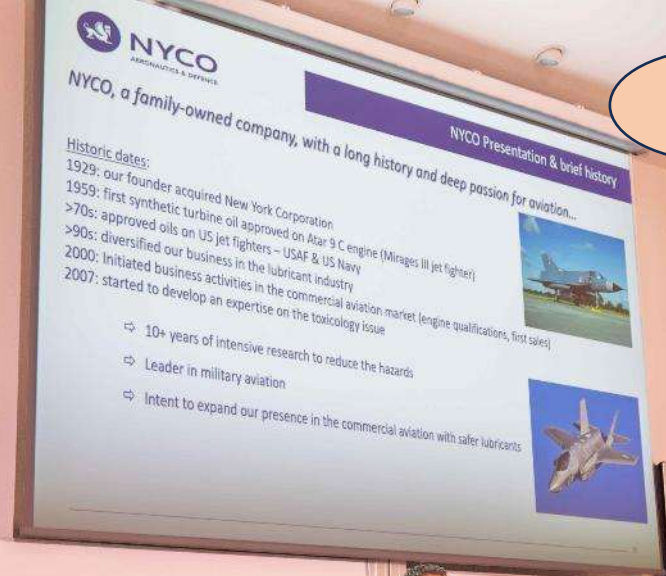 NYCO
AERONAUTICS & DEFENCE
NYCO Presentation & brief history
NYCO, a family-owned company, with a long history and deep passion for aviation...
Historic dates:
1929: our founder acquired New York Corporation
1959: first synthetic turbine oil approved on Atar 9 C engine (Mirages III jet fighter)
>70s: approved oils on US jet fighters – USAF & US Navy
>90s: diversified our business in the lubricant industry
2000: Initiated business activities in the commercial aviation market (engine qualifications, first sales)
2007: started to develop an expertise on the toxicology issue
⇨ 10+ years of intensive research to reduce the hazards
⇨ Leader in military aviation
⇨ Intent to expand our presence in the commercial aviation with safer lubricants